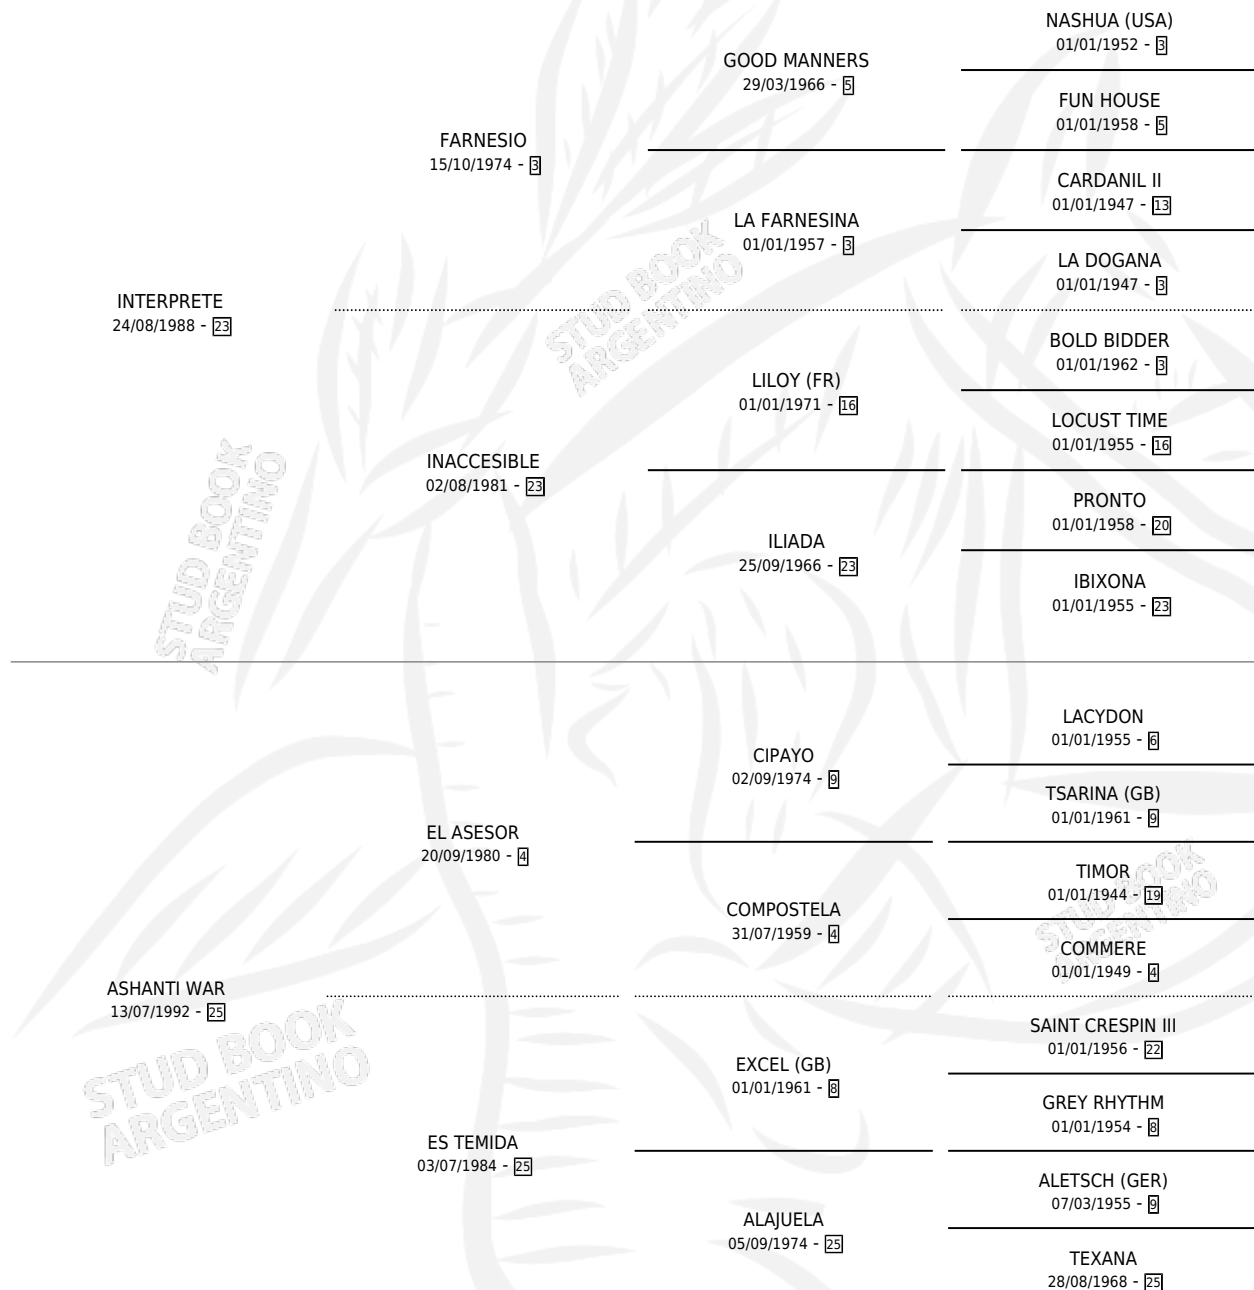 NASHUA (USA)
01/01/1952 - 3
GOOD MANNERS
29/03/1966 - 5
FUN HOUSE
01/01/1958 - 5
FARNESIO
15/10/1974 - 3
CARDANIL II
01/01/1947 - 13
LA FARNESINA
01/01/1957 - 3
LA DOGANA
01/01/1947 - 3
INTERPRETE
24/08/1988 - 23
BOLD BIDDER
01/01/1962 - 3
LILOY (FR)
01/01/1971 - 16
LOCUST TIME
01/01/1955 - 16
INACCESIBLE
02/08/1981 - 23
PRONTO
01/01/1958 - 20
ILIADA
25/09/1966 - 23
IBIXONA
01/01/1955 - 23
LACYDON
01/01/1955 - 6
CIPAYO
02/09/1974 - 9
TSARINA (GB)
01/01/1961 - 9
EL ASESOR
20/09/1980 - 4
TIMOR
01/01/1944 - 19
COMPOSTELA
31/07/1959 - 4
COMMERE
01/01/1949 - 4
ASHANTI WAR
13/07/1992 - 25
SAINT CRESPIN III
01/01/1956 - 22
EXCEL (GB)
01/01/1961 - 8
GREY RHYTHM
01/01/1954 - 8
ES TEMIDA
03/07/1984 - 25
ALETSCH (GER)
07/03/1955 - 9
ALAJUELA
05/09/1974 - 25
TEXANA
28/08/1968 - 25
STUD BOOK
ARGENTINO
STUD BOOK
ARGENTINO
STUD BOOK
ARGENTINO
STUD BOOK
ARGENTINO